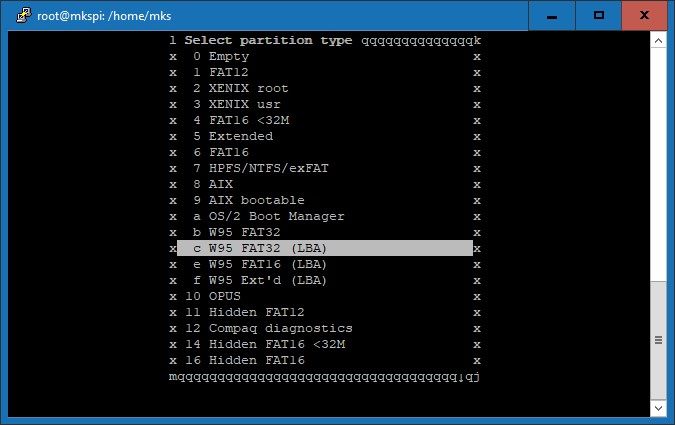 root@mkspi: /home/mks
l Select partition type qqqqqqqqqqqqqqk
x  0 Empty x
x  1 FAT12 x
x  2 XENIX root x
x  3 XENIX usr x
x  4 FAT16 <32M x
x  5 Extended x
x  6 FAT16 x
x  7 HPFS/NTFS/exFAT x
x  8 AIX x
x  9 AIX bootable x
x  a OS/2 Boot Manager x
x  b W95 FAT32 x
x  c W95 FAT32 (LBA) x
x  e W95 FAT16 (LBA) x
x  f W95 Ext'd (LBA) x
x 10 OPUS x
x 11 Hidden FAT12 x
x 12 Compaq diagnostics x
x 14 Hidden FAT16 <32M x
x 16 Hidden FAT16 x
mqqqqqqqqqqqqqqqqqqqqqqqqqqqqqqqqqqq↓qj